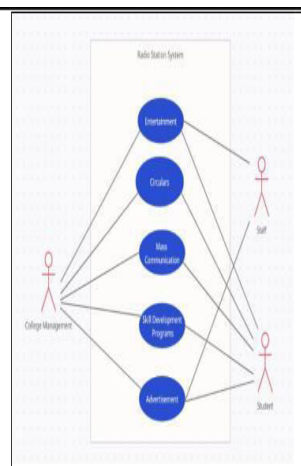 Radio Station System
Entertainment
Circulars
Mass
Communication
Skill Development
Programs
Advertisement
College Management
Staff
Student